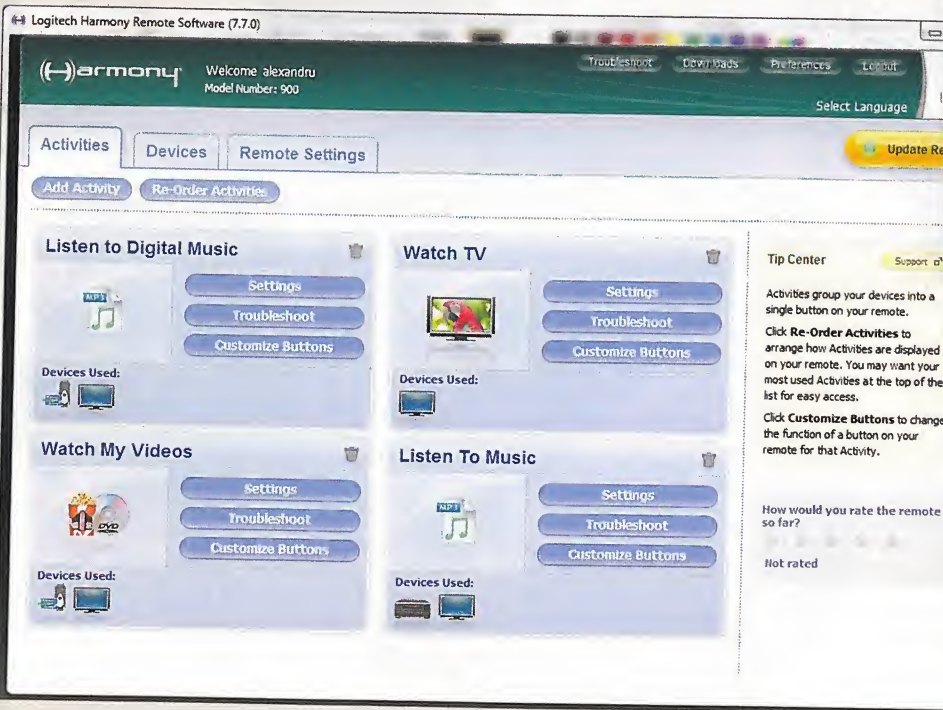 Logitech Harmony Remote Software (7.7.0)
Harmony
Welcome alexandru
Model Number: 900
Troubleshoot Downloads Preferences Logout
Select Language
Activities Devices Remote Settings
Update Re
Add Activity Re-Order Activities
Listen to Digital Music
MP3
Settings
Troubleshoot
Customize Buttons
Devices Used:
Watch TV
Settings
Troubleshoot
Customize Buttons
Devices Used:
Watch My Videos
DVD
Settings
Troubleshoot
Customize Buttons
Devices Used:
Listen To Music
MP3
Settings
Troubleshoot
Customize Buttons
Devices Used:
Tip Center
Support
Activities group your devices into a
single button on your remote.
Click Re-Order Activities to
arrange how Activities are displayed
on your remote. You may want your
most used Activities at the top of the
list for easy access.
Click Customize Buttons to change
the function of a button on your
remote for that Activity.
How would you rate the remote
so far?
Not rated